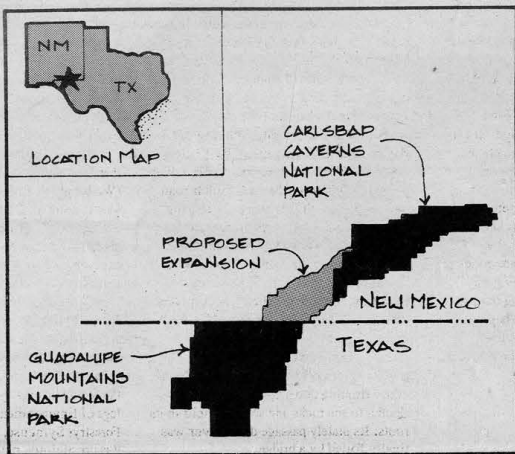 NM
TX
LOCATION MAP
CARLSBAD
CAVERNS
NATIONAL
PARK
PROPOSED
EXPANSION
NEW MEXICO
TEXAS
GUADALUPE
MOUNTAINS
NATIONAL
PARK